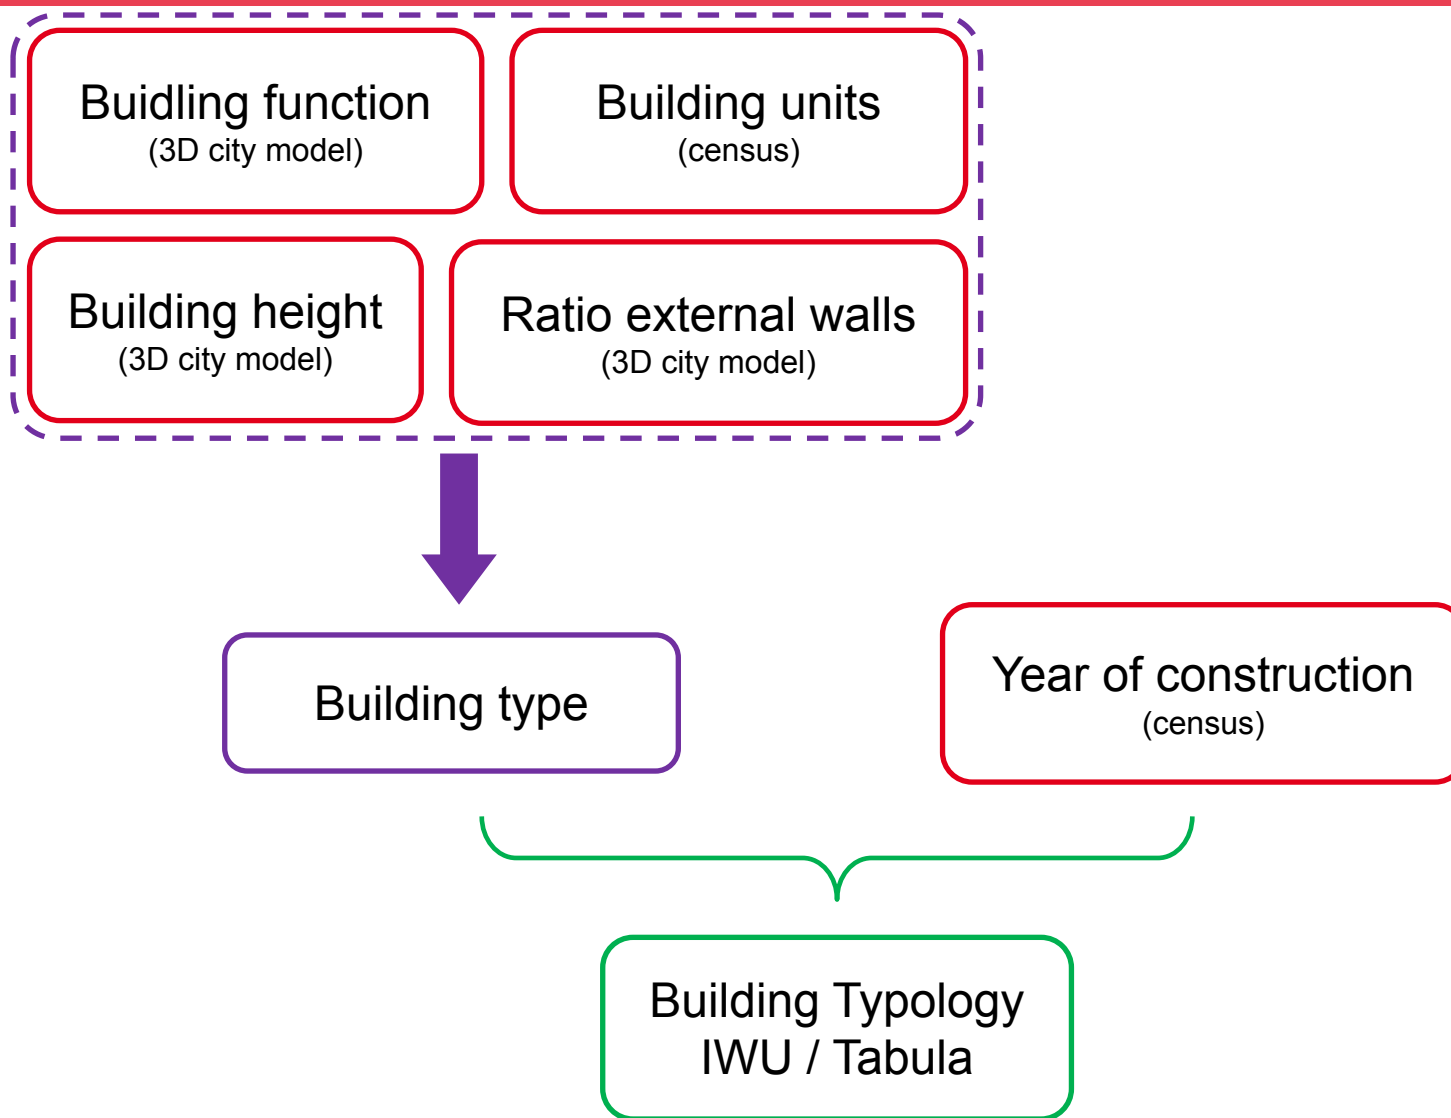 Buidling function
(3D city model)
Building units
(census)
Building height
(3D city model)
Ratio external walls
(3D city model)
Building type
Year of construction
(census)
Building Typology
IWU / Tabula